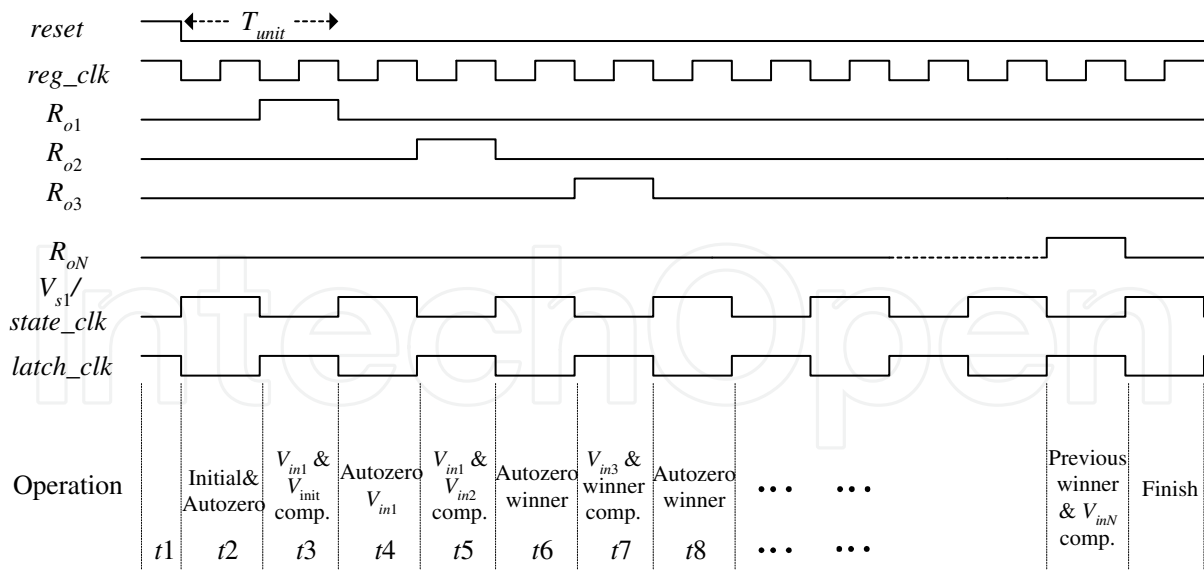 reset
T_unit
reg_clk
R_o1
R_o2
R_o3
R_oN
V_s1/
state_clk
latch_clk
IntechOpen
Operation
Initial&
Autozero
V_in1 &
V_init
comp.
Autozero
V_in1
V_in1 &
V_in2
comp.
Autozero
winner
V_in3 &
winner
comp.
Autozero
winner
••• •••
Previous
winner
& V_inN
comp.
Finish
t1 t2 t3 t4 t5 t6 t7 t8 ••• •••